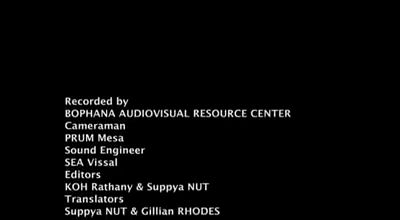 Recorded by
BOPHANA AUDIOVISUAL RESOURCE CENTER
Cameraman
PRUM Mesa
Sound Engineer
SEA Vissal
Editors
KOH Rathany & Suppya NUT
Translators
Suppya NUT & Gillian RHODES